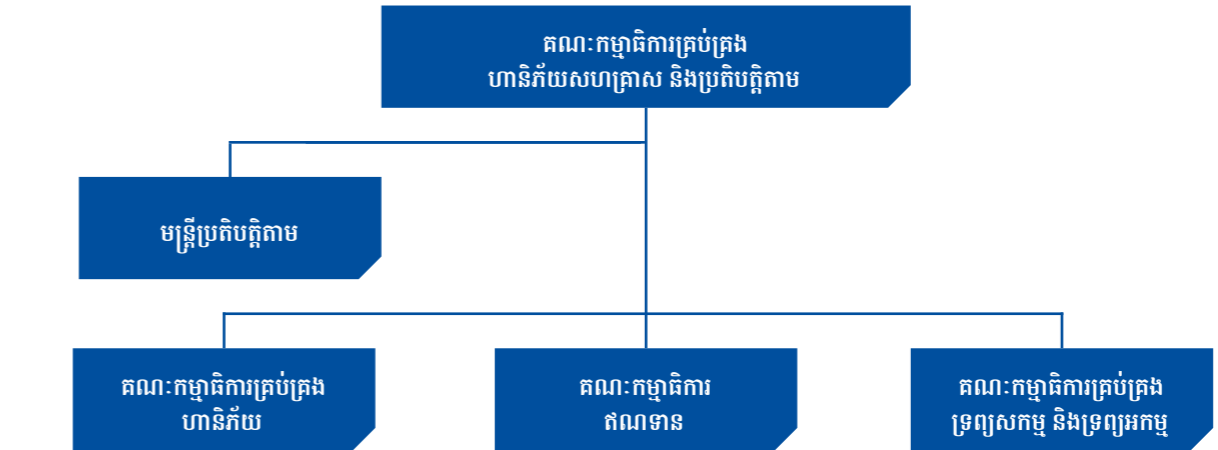 គណៈកម្មាធិការគ្រប់គ្រង
ហានិភ័យសហគ្រាស និងប្រតិបត្តិតាម
មន្ត្រីប្រតិបត្តិតាម
គណៈកម្មាធិការគ្រប់គ្រង
ហានិភ័យ
គណៈកម្មាធិការ
ឥណទាន
គណៈកម្មាធិការគ្រប់គ្រង
ទ្រព្យសកម្ម និងទ្រព្យអកម្ម